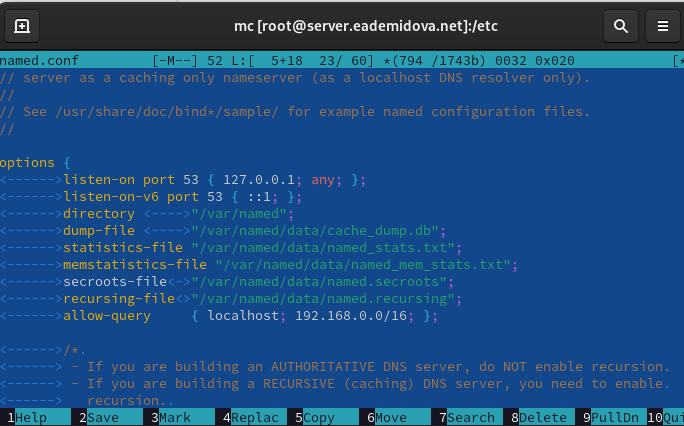 mc [root@server.eademidova.net]:/etc
named.conf [-M--] 52 L:[ 5+18 23/ 60] *(794 /1743b) 0032 0x020 [*
// server as a caching only nameserver (as a localhost DNS resolver only).
//
// See /usr/share/doc/bind*/sample/ for example named configuration files.
//
options {
<------>listen-on port 53 { 127.0.0.1; any; };
<------>listen-on-v6 port 53 { ::1; };
<------>directory <---->"/var/named";
<------>dump-file <---->"/var/named/data/cache_dump.db";
<------>statistics-file "/var/named/data/named_stats.txt";
<------>memstatistics-file "/var/named/data/named_mem_stats.txt";
<------>secroots-file<->"/var/named/data/named.secroots";
<------>recursing-file<>"/var/named/data/named.recursing";
<------>allow-query { localhost; 192.168.0.0/16; };
<------>/*.
<------> - If you are building an AUTHORITATIVE DNS server, do NOT enable recursion.
<------> - If you are building a RECURSIVE (caching) DNS server, you need to enable.
<------> recursion..
1Help 2Save 3Mark 4Replac 5Copy 6Move 7Search 8Delete 9PullDn 10Qui